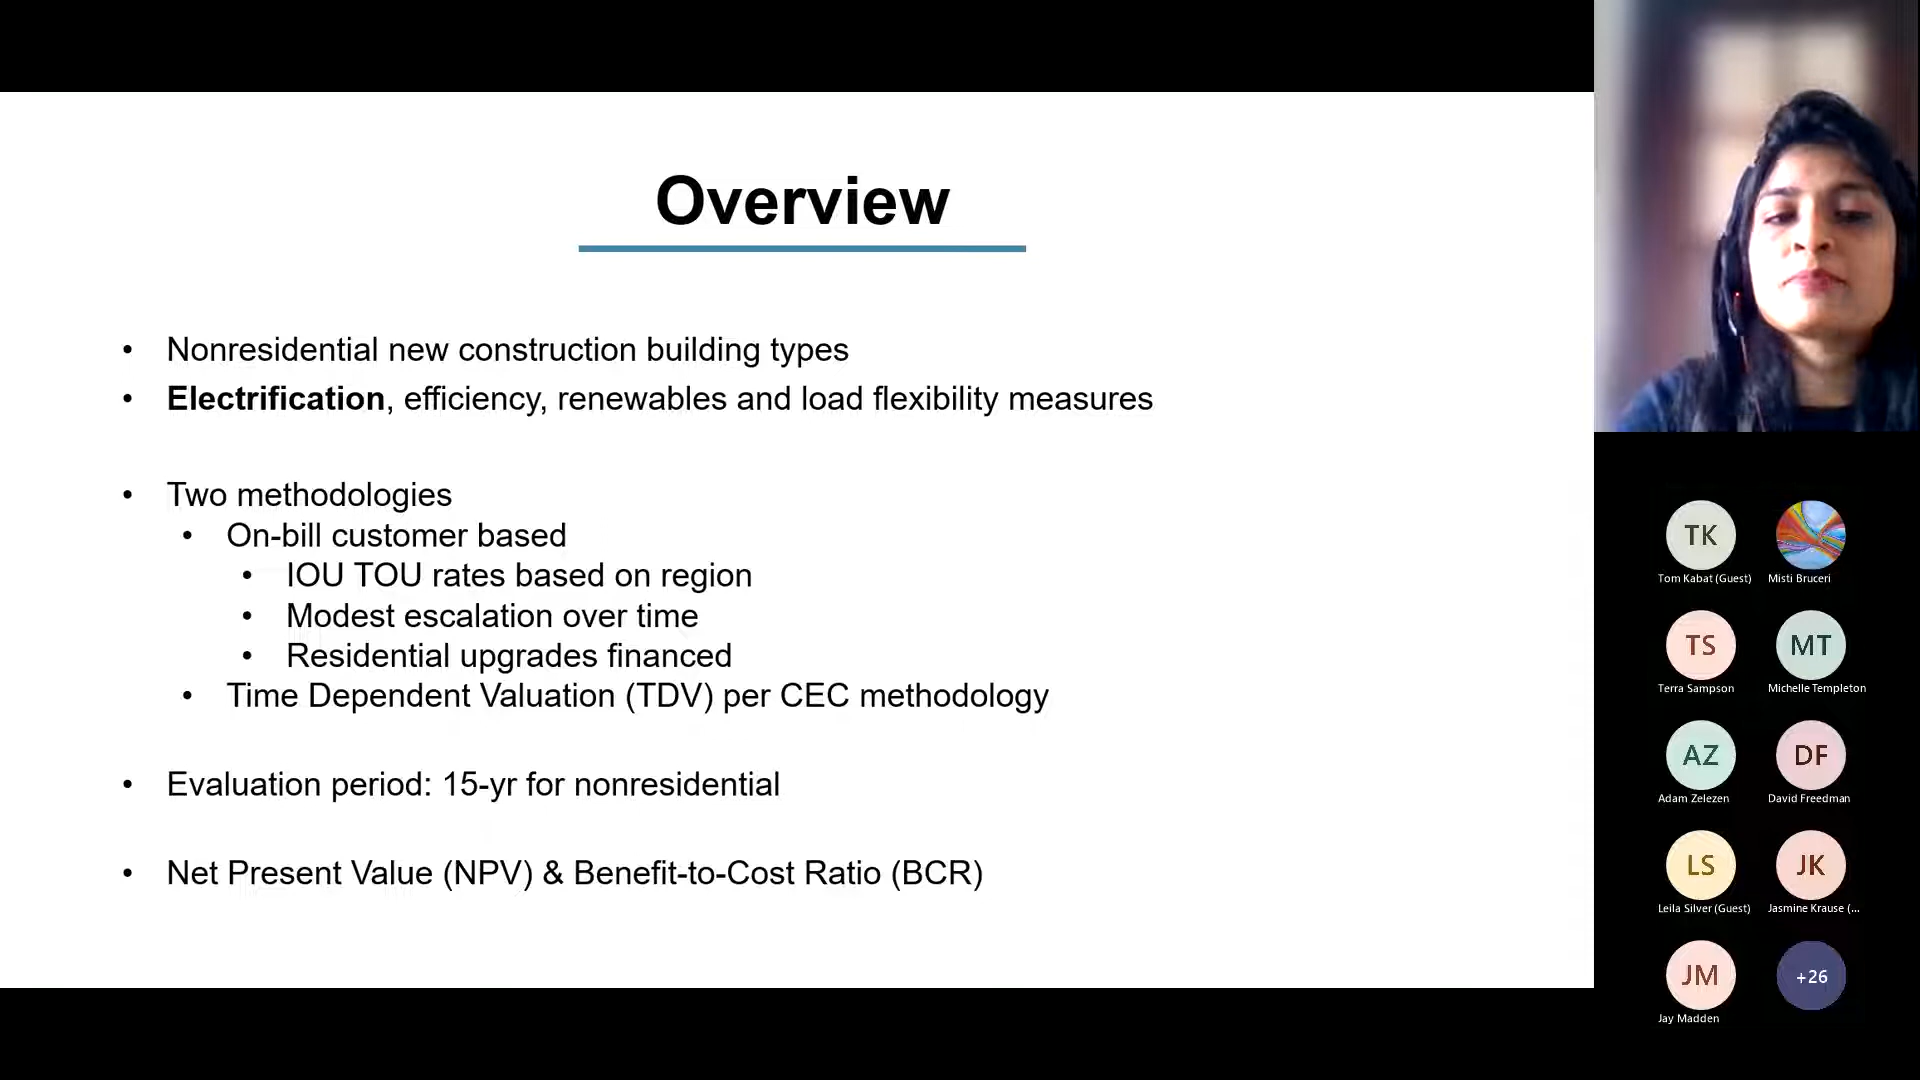 Overview
• Nonresidential new construction building types
• Electrification, efficiency, renewables and load flexibility measures
• Two methodologies
• On-bill customer based
• IOU TOU rates based on region
• Modest escalation over time
• Residential upgrades financed
• Time Dependent Valuation (TDV) per CEC methodology
• Evaluation period: 15-yr for nonresidential
• Net Present Value (NPV) & Benefit-to-Cost Ratio (BCR)
TK
Tom Kabat (Guest)
Misti Bruceri
TS
Terra Sampson
MT
Michelle Templeton
AZ
Adam Zelezen
DF
David Freedman
LS
Leila Silver (Guest)
JK
Jasmine Krause (...
JM
Jay Madden
+26